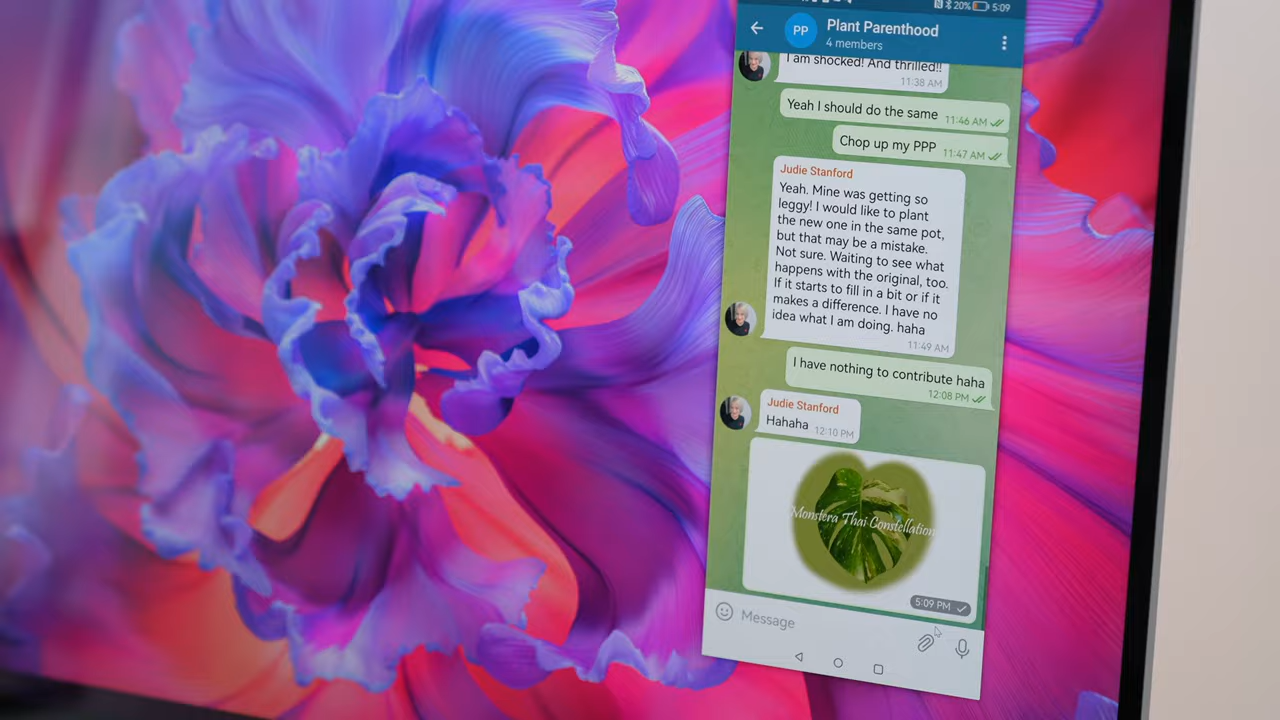 20% 5:09
PP Plant Parenthood
4 members
I am shocked! And thrilled!!
11:38 AM
Yeah I should do the same 11:46 AM
Chop up my PPP 11:47 AM
Judie Stanford
Yeah. Mine was getting so
leggy! I would like to plant
the new one in the same pot,
but that may be a mistake.
Not sure. Waiting to see what
happens with the original, too.
If it starts to fill in a bit or if it
makes a difference. I have no
idea what I am doing. haha
11:49 AM
I have nothing to contribute haha
12:08 PM
Judie Stanford
Hahaha 12:10 PM
Monstera Thai Constellation
5:09 PM
Message